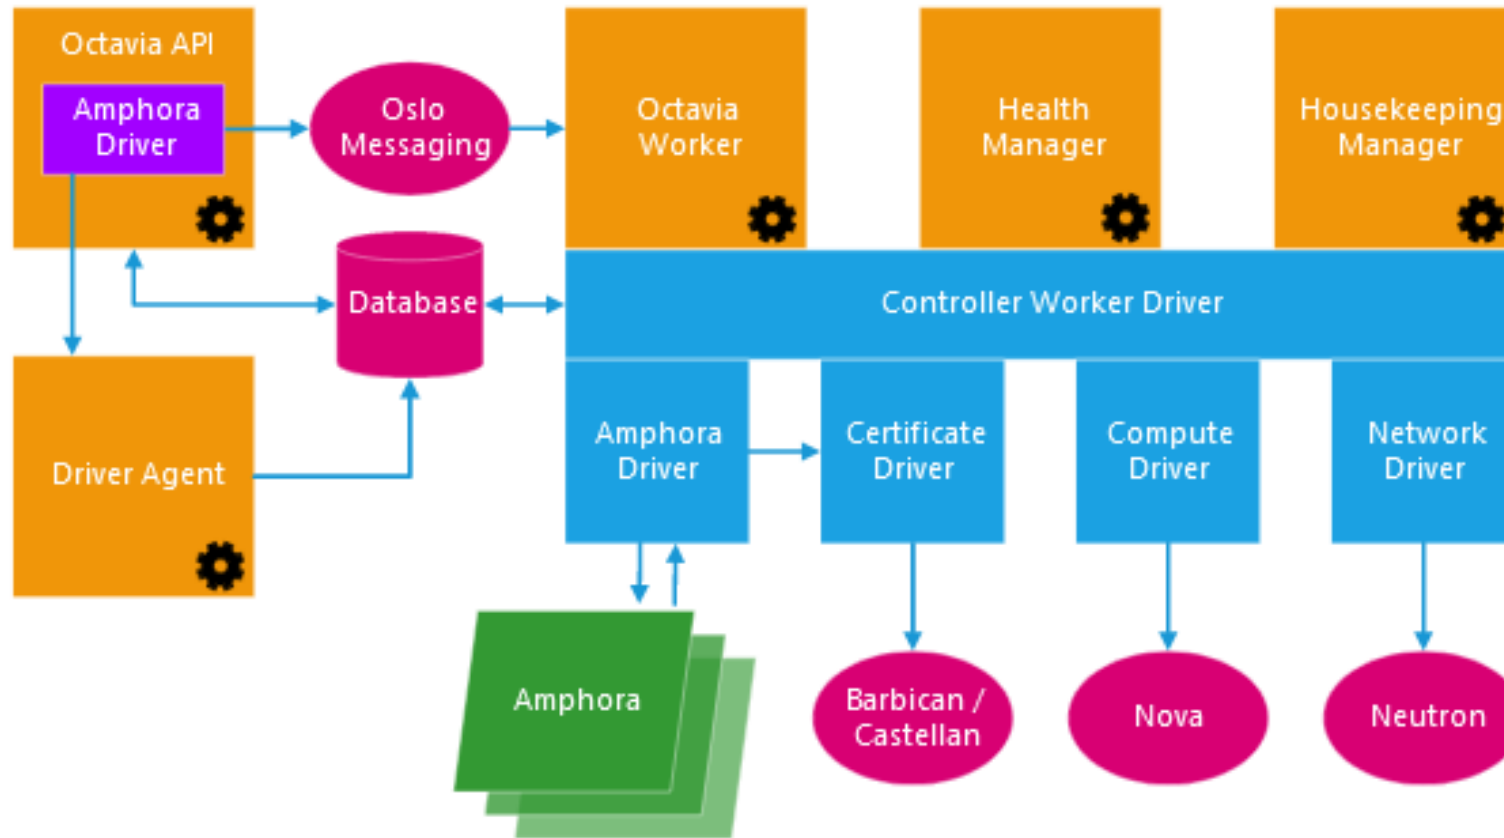 Octavia API
Amphora
Driver
Oslo
Messaging
Octavia
Worker
Health
Manager
Housekeeping
Manager
Database
Controller Worker Driver
Driver Agent
Amphora
Driver
Certificate
Driver
Compute
Driver
Network
Driver
Amphora
Barbican /
Castellan
Nova
Neutron